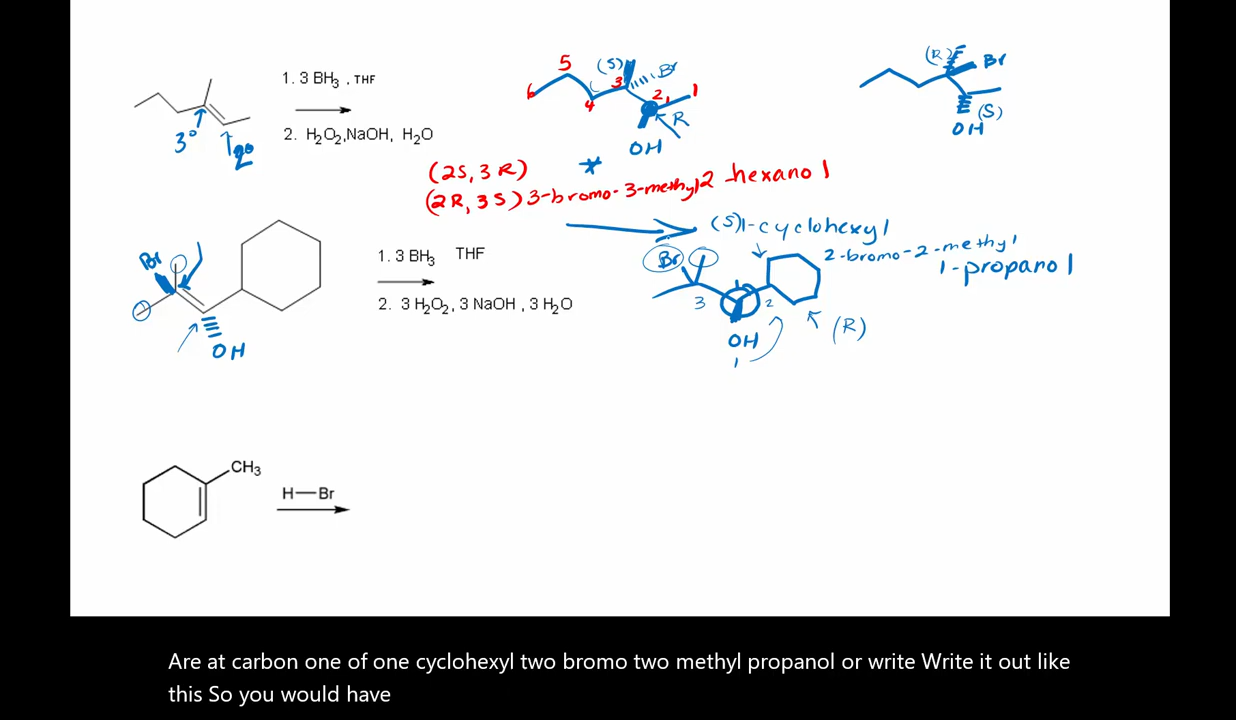 1. 3 BH3 . THF
2. H2O2,NaOH, H2O
3°
2°
5
(S)
Br
3
6
4
2
1
R
OH
(R)
Br
(S)
OH
(2S, 3R)
(2R, 3S) 3-bromo-3-methyl 2-hexanol
1. 3 BH3 THF
2. 3 H2O2, 3 NaOH , 3 H2O
Br
OH
(S)1-cyclohexyl
2-bromo-2-methyl
1-propanol
Br
3
2
OH
1
(R)
CH3
H—Br
Are at carbon one of one cyclohexyl two bromo two methyl propanol or write Write it out like
this So you would have